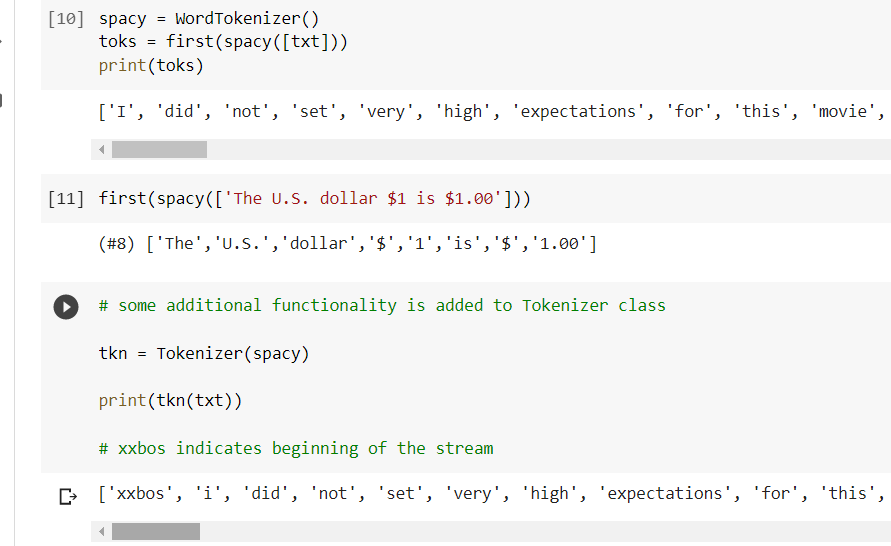 [10] spacy = WordTokenizer()
toks = first(spacy([txt]))
print(toks)
['I', 'did', 'not', 'set', 'very', 'high', 'expectations', 'for', 'this', 'movie',
[11] first(spacy(['The U.S. dollar $1 is $1.00']))
(#8) ['The','U.S.','dollar','$','1','is','$','1.00']
# some additional functionality is added to Tokenizer class
tkn = Tokenizer(spacy)
print(tkn(txt))
# xxbos indicates beginning of the stream
['xxbos', 'i', 'did', 'not', 'set', 'very', 'high', 'expectations', 'for', 'this',